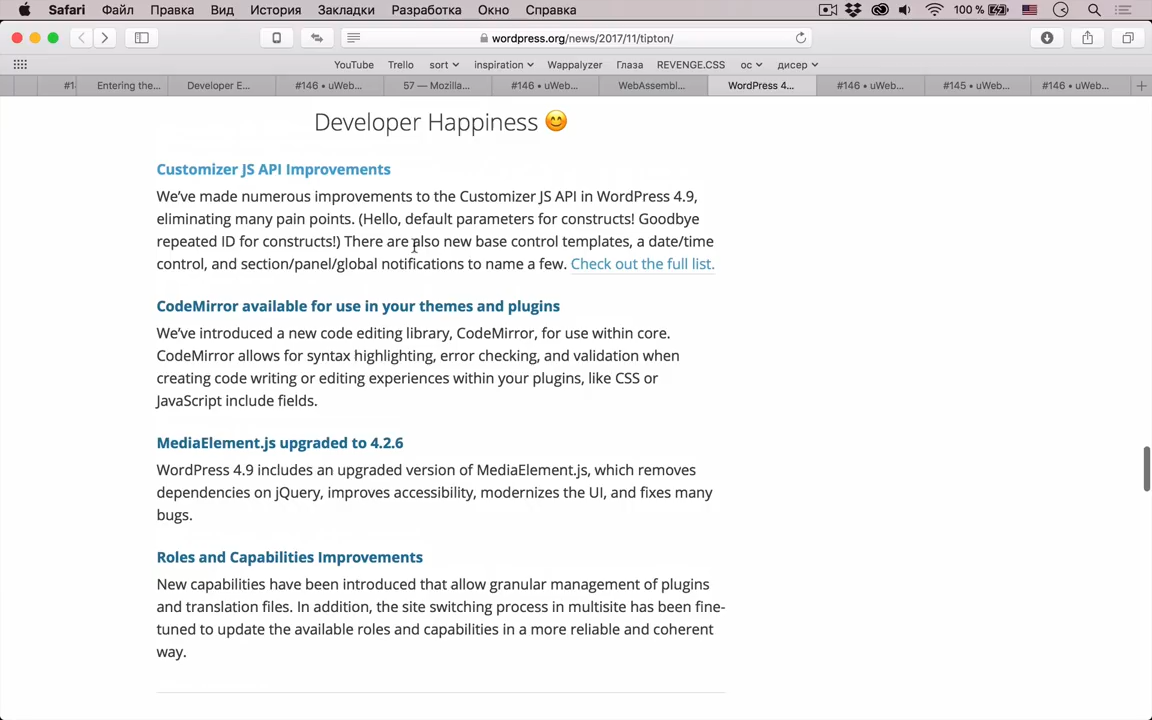 Safari Файл Правка Вид История Закладки Разработка Окно Справка 100 %
wordpress.org/news/2017/11/tipton/
YouTube Trello sort inspiration Wappalyzer Глаза REVENGE.CSS ос дисер
#1 Entering the... Developer E... #146 • uWeb... 57 — Mozilla... #146 • uWeb... WebAssembl... WordPress 4... #146 • uWeb... #145 • uWeb... #146 • uWeb...
Developer Happiness 😊
Customizer JS API Improvements
We’ve made numerous improvements to the Customizer JS API in WordPress 4.9,
eliminating many pain points. (Hello, default parameters for constructs! Goodbye
repeated ID for constructs!) There are also new base control templates, a date/time
control, and section/panel/global notifications to name a few. Check out the full list.
CodeMirror available for use in your themes and plugins
We’ve introduced a new code editing library, CodeMirror, for use within core.
CodeMirror allows for syntax highlighting, error checking, and validation when
creating code writing or editing experiences within your plugins, like CSS or
JavaScript include fields.
MediaElement.js upgraded to 4.2.6
WordPress 4.9 includes an upgraded version of MediaElement.js, which removes
dependencies on jQuery, improves accessibility, modernizes the UI, and fixes many
bugs.
Roles and Capabilities Improvements
New capabilities have been introduced that allow granular management of plugins
and translation files. In addition, the site switching process in multisite has been fine-
tuned to update the available roles and capabilities in a more reliable and coherent
way.